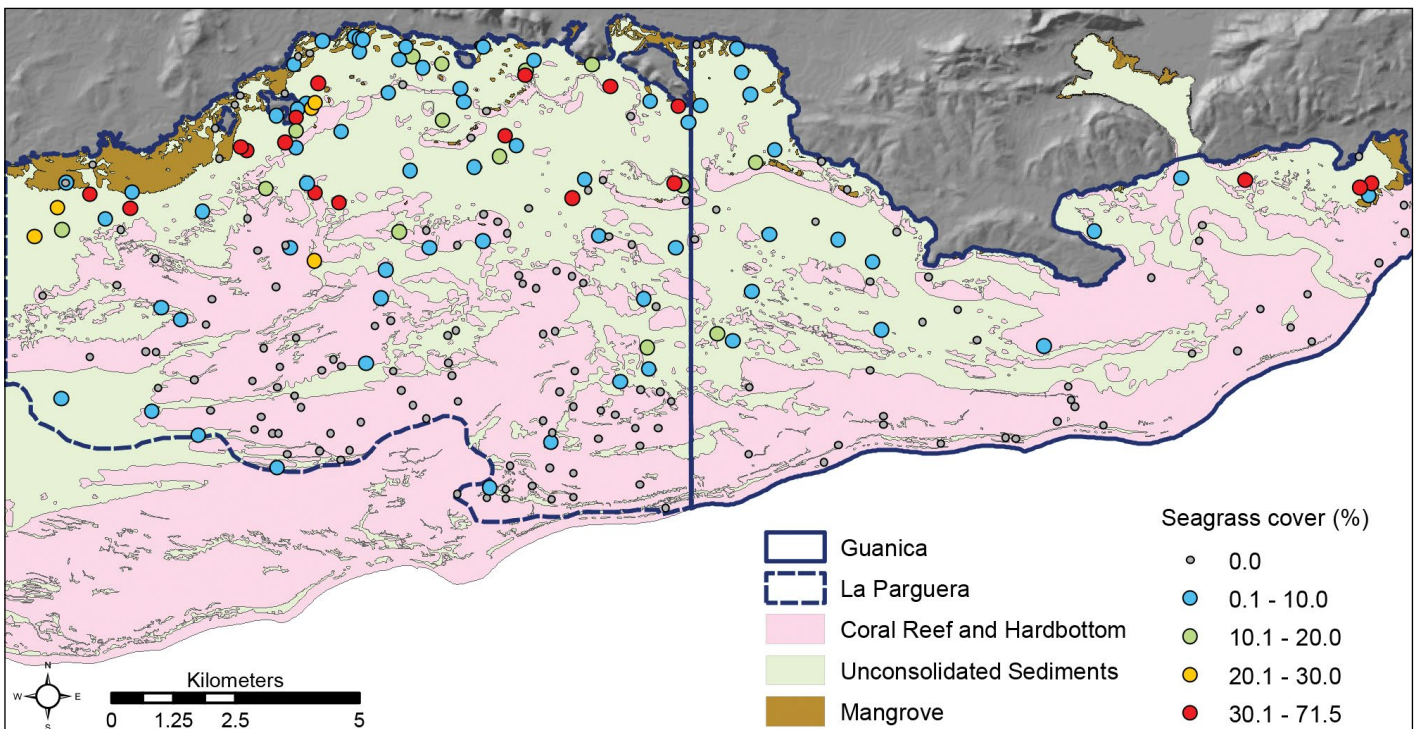 Guanica
La Parguera
Coral Reef and Hardbottom
Unconsolidated Sediments
Mangrove
Seagrass cover (%)
0.0
0.1 - 10.0
10.1 - 20.0
20.1 - 30.0
30.1 - 71.5
N
W E
S
Kilometers
0 1.25 2.5 5